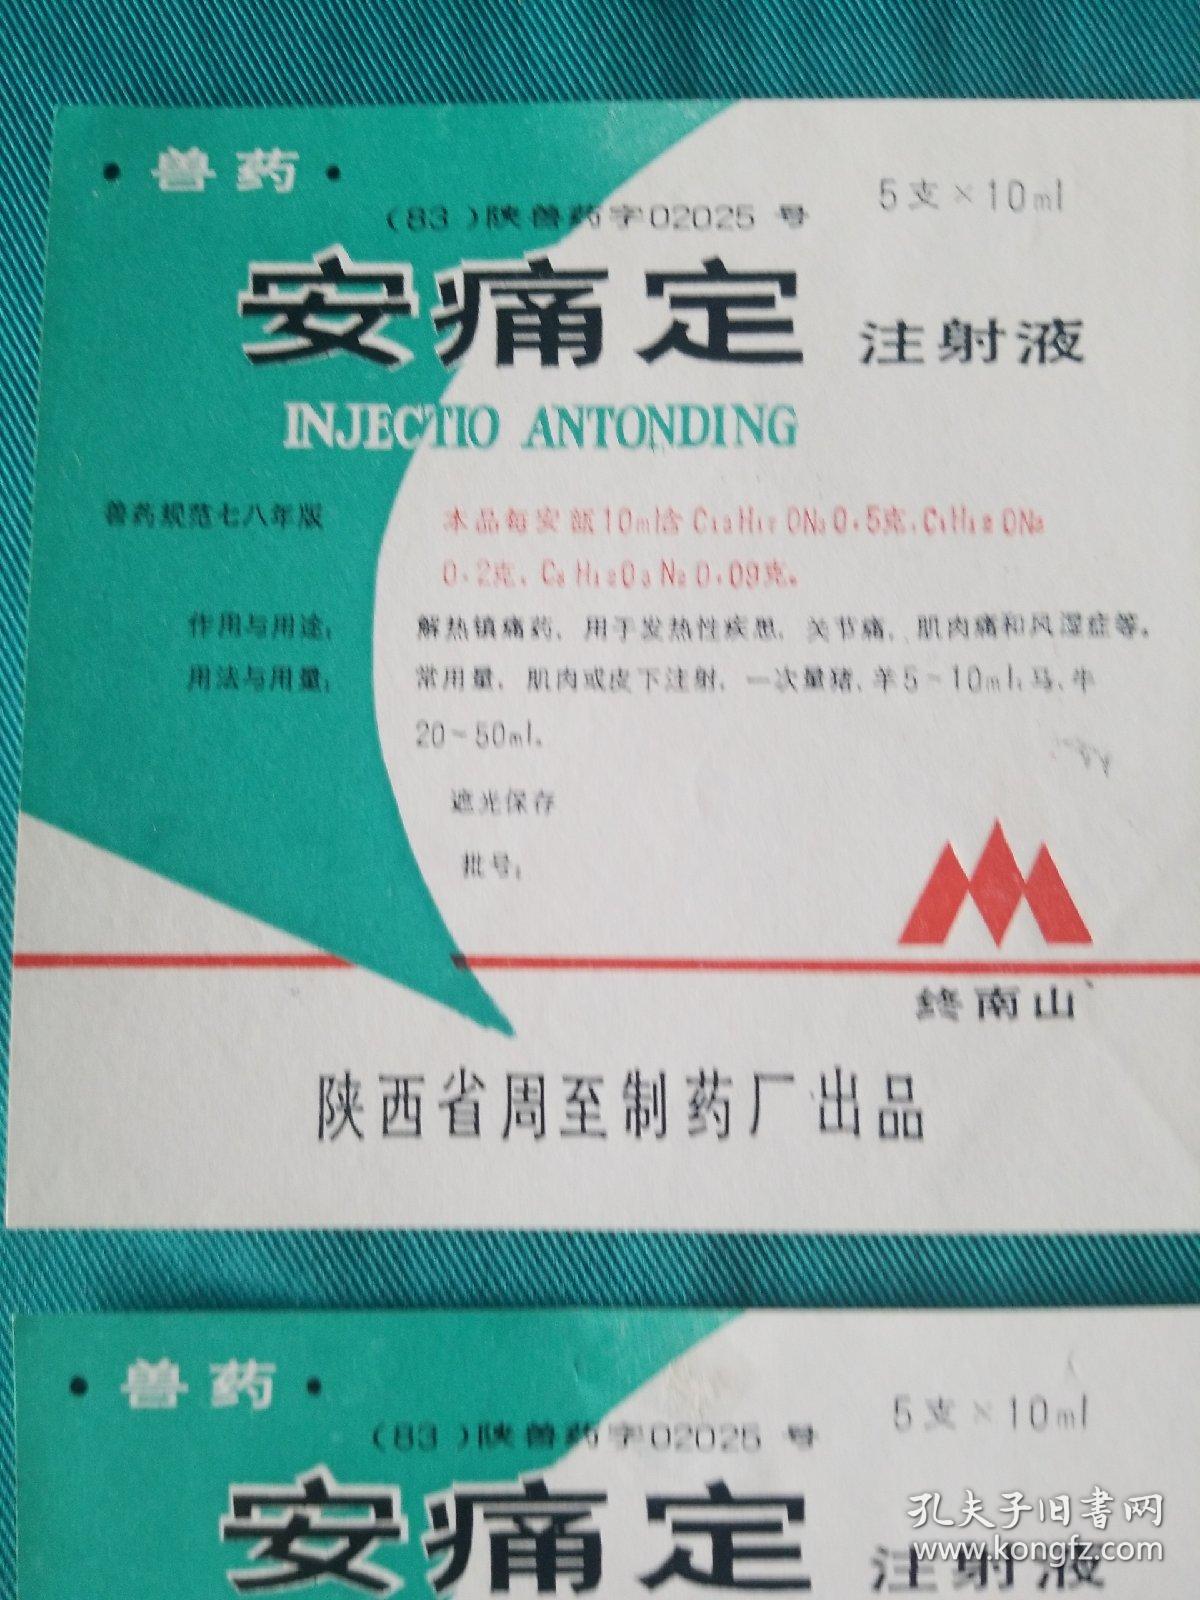 · 兽药 ·
5支×10ml
(83)陕兽药字02025号
安痛定 注射液
INJECTIO ANTONDING
兽药规范七八年版
本品每安瓿10ml含C₁₃H₁₇ON₃0.5克、
0.2克、
作用与用途: 解热镇痛药、用于发热性疾患、关节痛、肌肉痛和风湿症等。
用法与用量: 常用量、肌肉或皮下注射、一次量猪、羊5~10ml;马、牛
20~50ml。
遮光保存
批号:
终南山
陕西省周至制药厂出品
· 兽药 ·
5支×10ml
(83)陕兽药字02025号
安痛定 注射液
孔夫子旧书网
www.kongfz.com